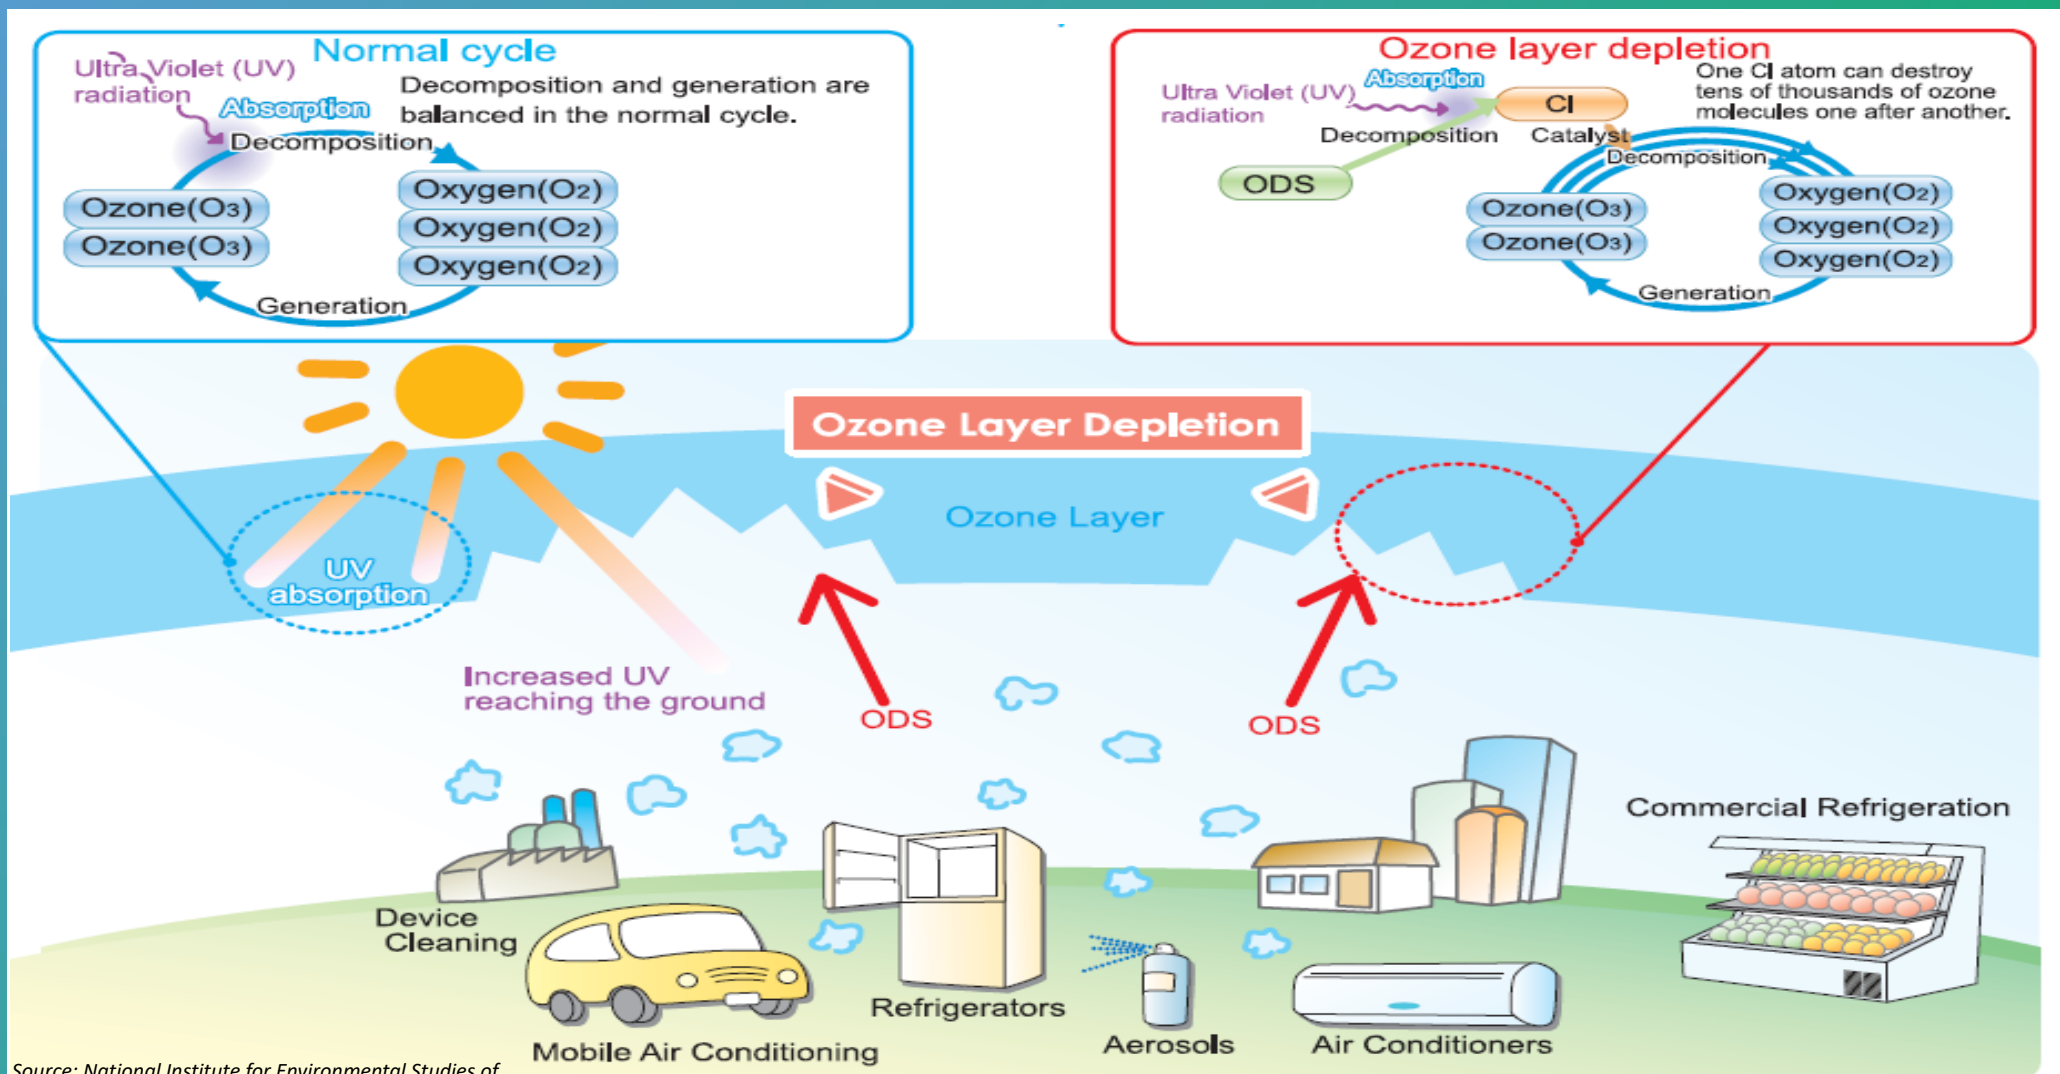 Normal cycle
Ultra Violet (UV)
radiation
Absorption
Decomposition and generation are
balanced in the normal cycle.
Decomposition
Ozone(O3)
Ozone(O3)
Oxygen(O2)
Oxygen(O2)
Oxygen(O2)
Generation
Ozone layer depletion
Ultra Violet (UV)
radiation
Absorption
One Cl atom can destroy
tens of thousands of ozone
molecules one after another.
Cl
Decomposition
Catalyst
Decomposition
ODS
Ozone(O3)
Ozone(O3)
Oxygen(O2)
Oxygen(O2)
Oxygen(O2)
Generation
Ozone Layer Depletion
Ozone Layer
UV
absorption
Increased UV
reaching the ground
ODS
ODS
Commercial Refrigeration
Device
Cleaning
Refrigerators
Mobile Air Conditioning
Aerosols
Air Conditioners
Source: National Institute for Environmental Studies of